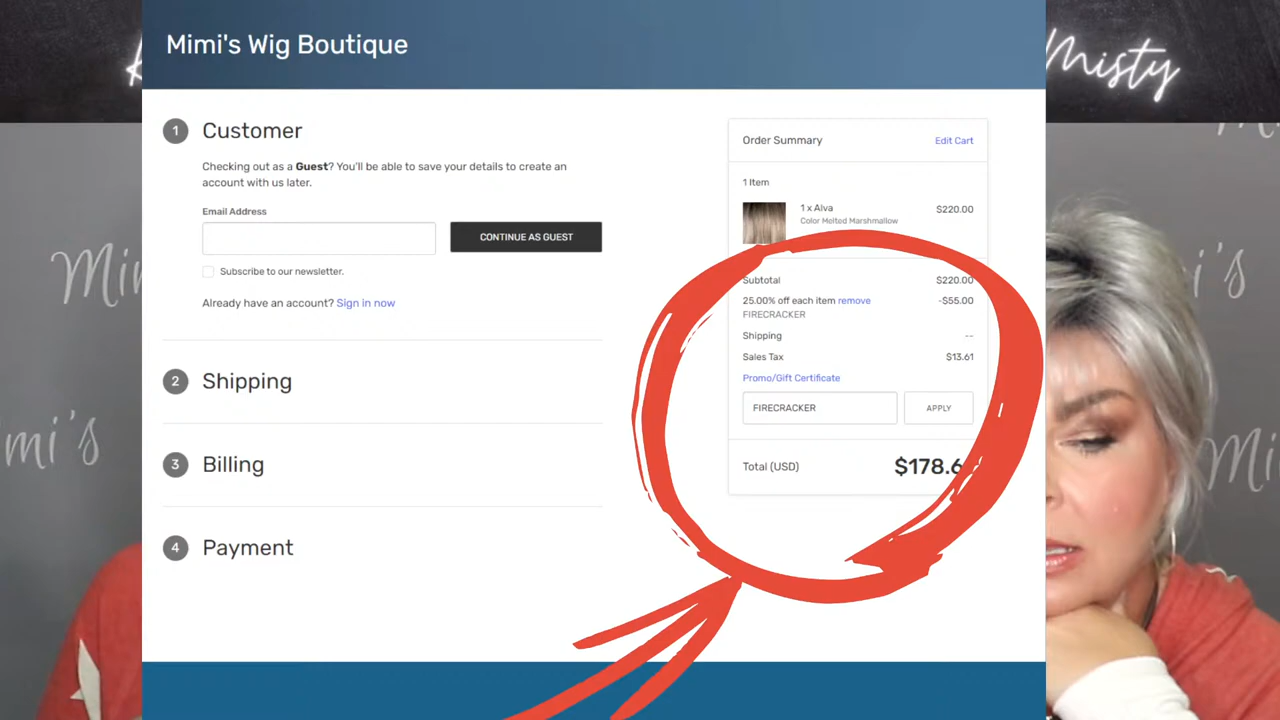 Mimi's Wig Boutique
Misty
1 Customer
Checking out as a Guest? You'll be able to save your details to create an
account with us later.
Email Address
CONTINUE AS GUEST
Subscribe to our newsletter.
Already have an account? Sign in now
2 Shipping
3 Billing
4 Payment
Order Summary Edit Cart
1 Item
1 x Alva $220.00
Color Melted Marshmallow
Subtotal $220.00
25.00% off each item remove -$55.00
FIRECRACKER
Shipping --
Sales Tax $13.61
Promo/Gift Certificate
FIRECRACKER APPLY
Total (USD) $178.6